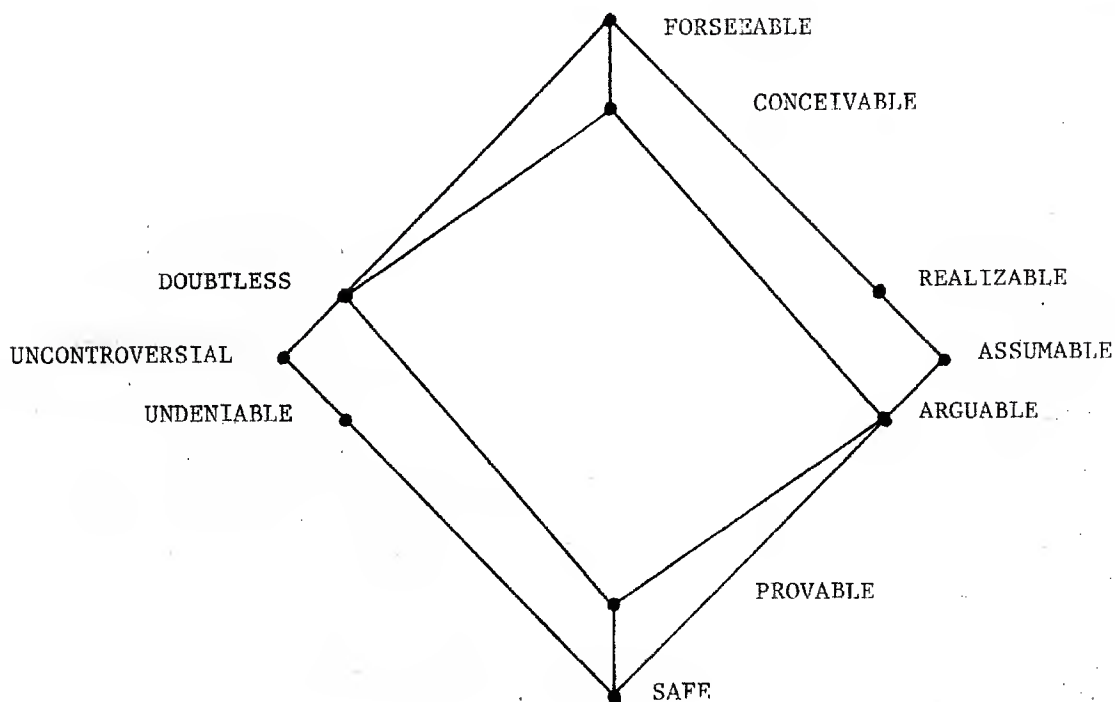 FORSEEABLE
CONCEIVABLE
DOUBTLESS
REALIZABLE
UNCONTROVERSIAL
ASSUMABLE
UNDENIABLE
ARGUABLE
PROVABLE
SAFE